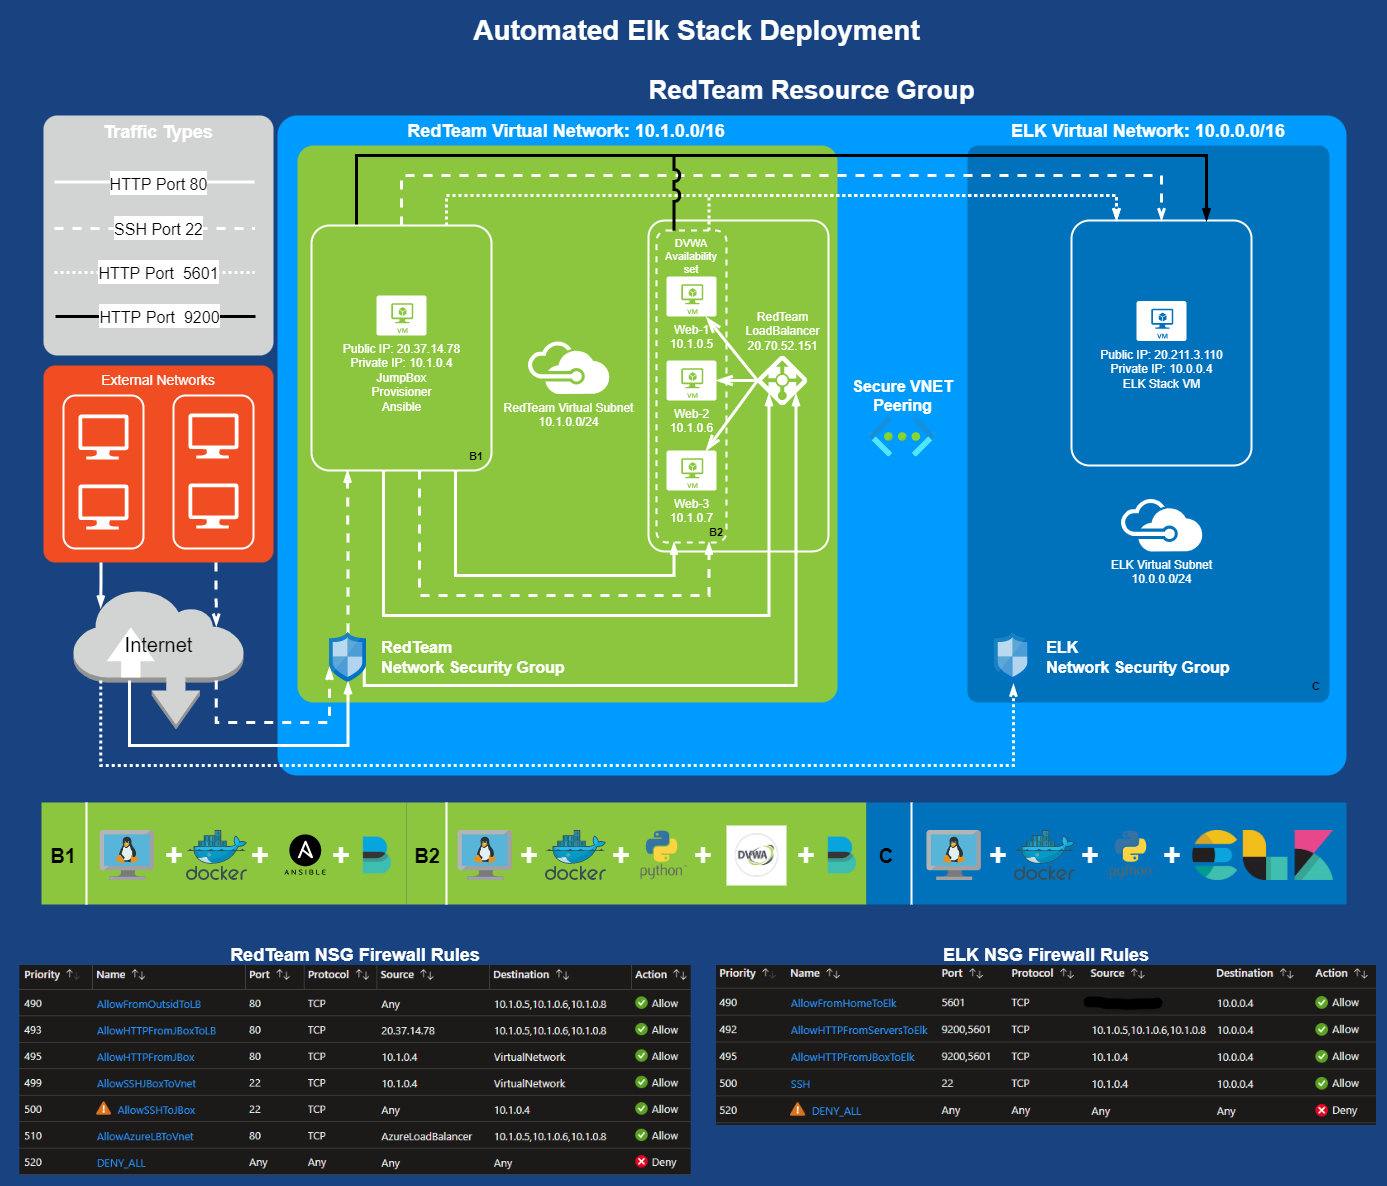 Automated Elk Stack Deployment
RedTeam Resource Group
Traffic Types
HTTP Port 80
SSH Port 22
HTTP Port  5601
HTTP Port  9200
RedTeam Virtual Network: 10.1.0.0/16
ELK Virtual Network: 10.0.0.0/16
External Networks
Internet
VM
Public IP: 20.37.14.78
Private IP: 10.1.0.4
JumpBox
Provisioner
Ansible
B1
RedTeam Virtual Subnet
10.1.0.0/24
DVWA
Availability
set
VM
Web-1
10.1.0.5
VM
Web-2
10.1.0.6
VM
Web-3
10.1.0.7
B2
RedTeam
LoadBalancer
20.70.52.151
Secure VNET
Peering
VM
Public IP: 20.211.3.110
Private IP: 10.0.0.4
ELK Stack VM
ELK Virtual Subnet
10.0.0.0/24
RedTeam
Network Security Group
ELK
Network Security Group
C
B1 + docker + ANSIBLE +
B2 + docker + python + DVWA +
C + docker + python +
RedTeam NSG Firewall Rules
Priority Name Port Protocol Source Destination Action
490 AllowFromOutsidToLB 80 TCP Any 10.1.0.5,10.1.0.6,10.1.0.8 Allow
493 AllowHTTPFromJBoxToLB 80 TCP 20.37.14.78 10.1.0.5,10.1.0.6,10.1.0.8 Allow
495 AllowHTTPFromJBox 80 TCP 10.1.0.4 VirtualNetwork Allow
499 AllowSSHJBoxToVnet 22 TCP 10.1.0.4 VirtualNetwork Allow
500 AllowSSHToJBox 22 TCP Any 10.1.0.4 Allow
510 AllowAzureLBToVnet 80 TCP AzureLoadBalancer 10.1.0.5,10.1.0.6,10.1.0.8 Allow
520 DENY_ALL Any Any Any Any Deny
ELK NSG Firewall Rules
Priority Name Port Protocol Source Destination Action
490 AllowFromHomeToElk 5601 TCP 10.0.0.4 Allow
492 AllowHTTPFromServersToElk 9200,5601 TCP 10.1.0.5,10.1.0.6,10.1.0.8 10.0.0.4 Allow
495 AllowHTTPFromJBoxToElk 9200,5601 TCP 10.1.0.4 10.0.0.4 Allow
500 SSH 22 TCP 10.1.0.4 10.0.0.4 Allow
520 DENY_ALL Any Any Any Any Deny